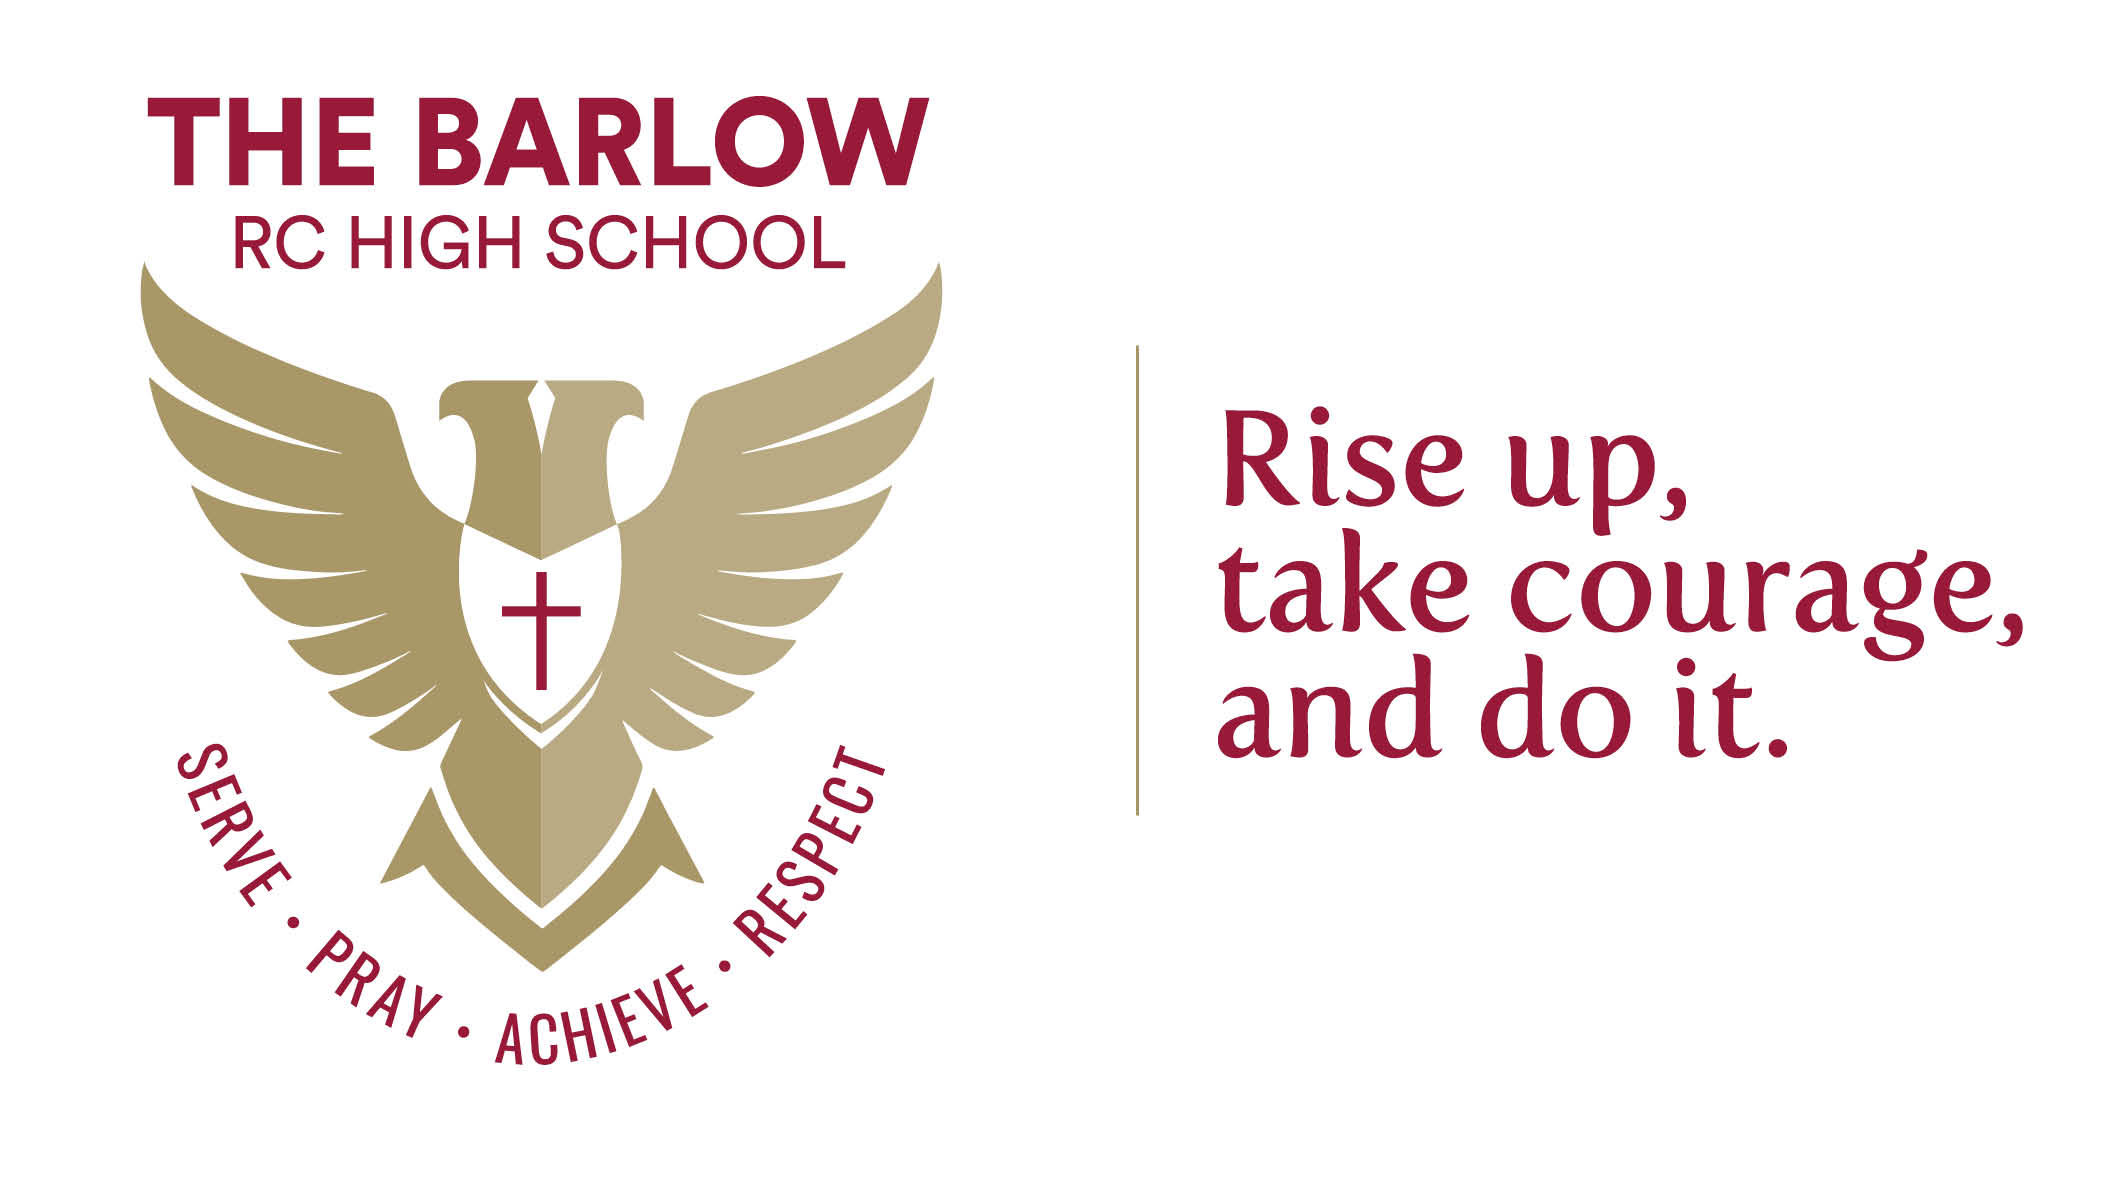 THE BARLOW
RC HIGH SCHOOL
SERVE • PRAY • ACHIEVE • RESPECT
Rise up,
take courage,
and do it.